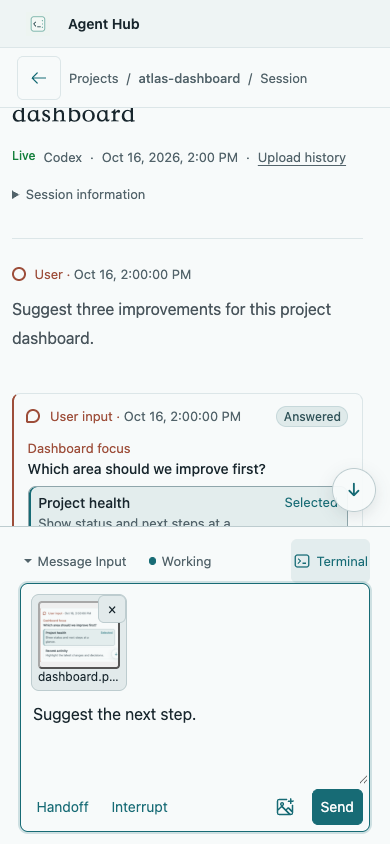 Agent Hub
Projects / atlas-dashboard / Session
dashboard
Live Codex · Oct 16, 2026, 2:00 PM · Upload history
Session information
User · Oct 16, 2:00:00 PM
Suggest three improvements for this project
dashboard.
User input · Oct 16, 2:00:00 PM Answered
Dashboard focus
Which area should we improve first?
Project health Selected
Show status and next steps at a
Message Input Working Terminal
dashboard.p...
Suggest the next step.
Handoff Interrupt Send